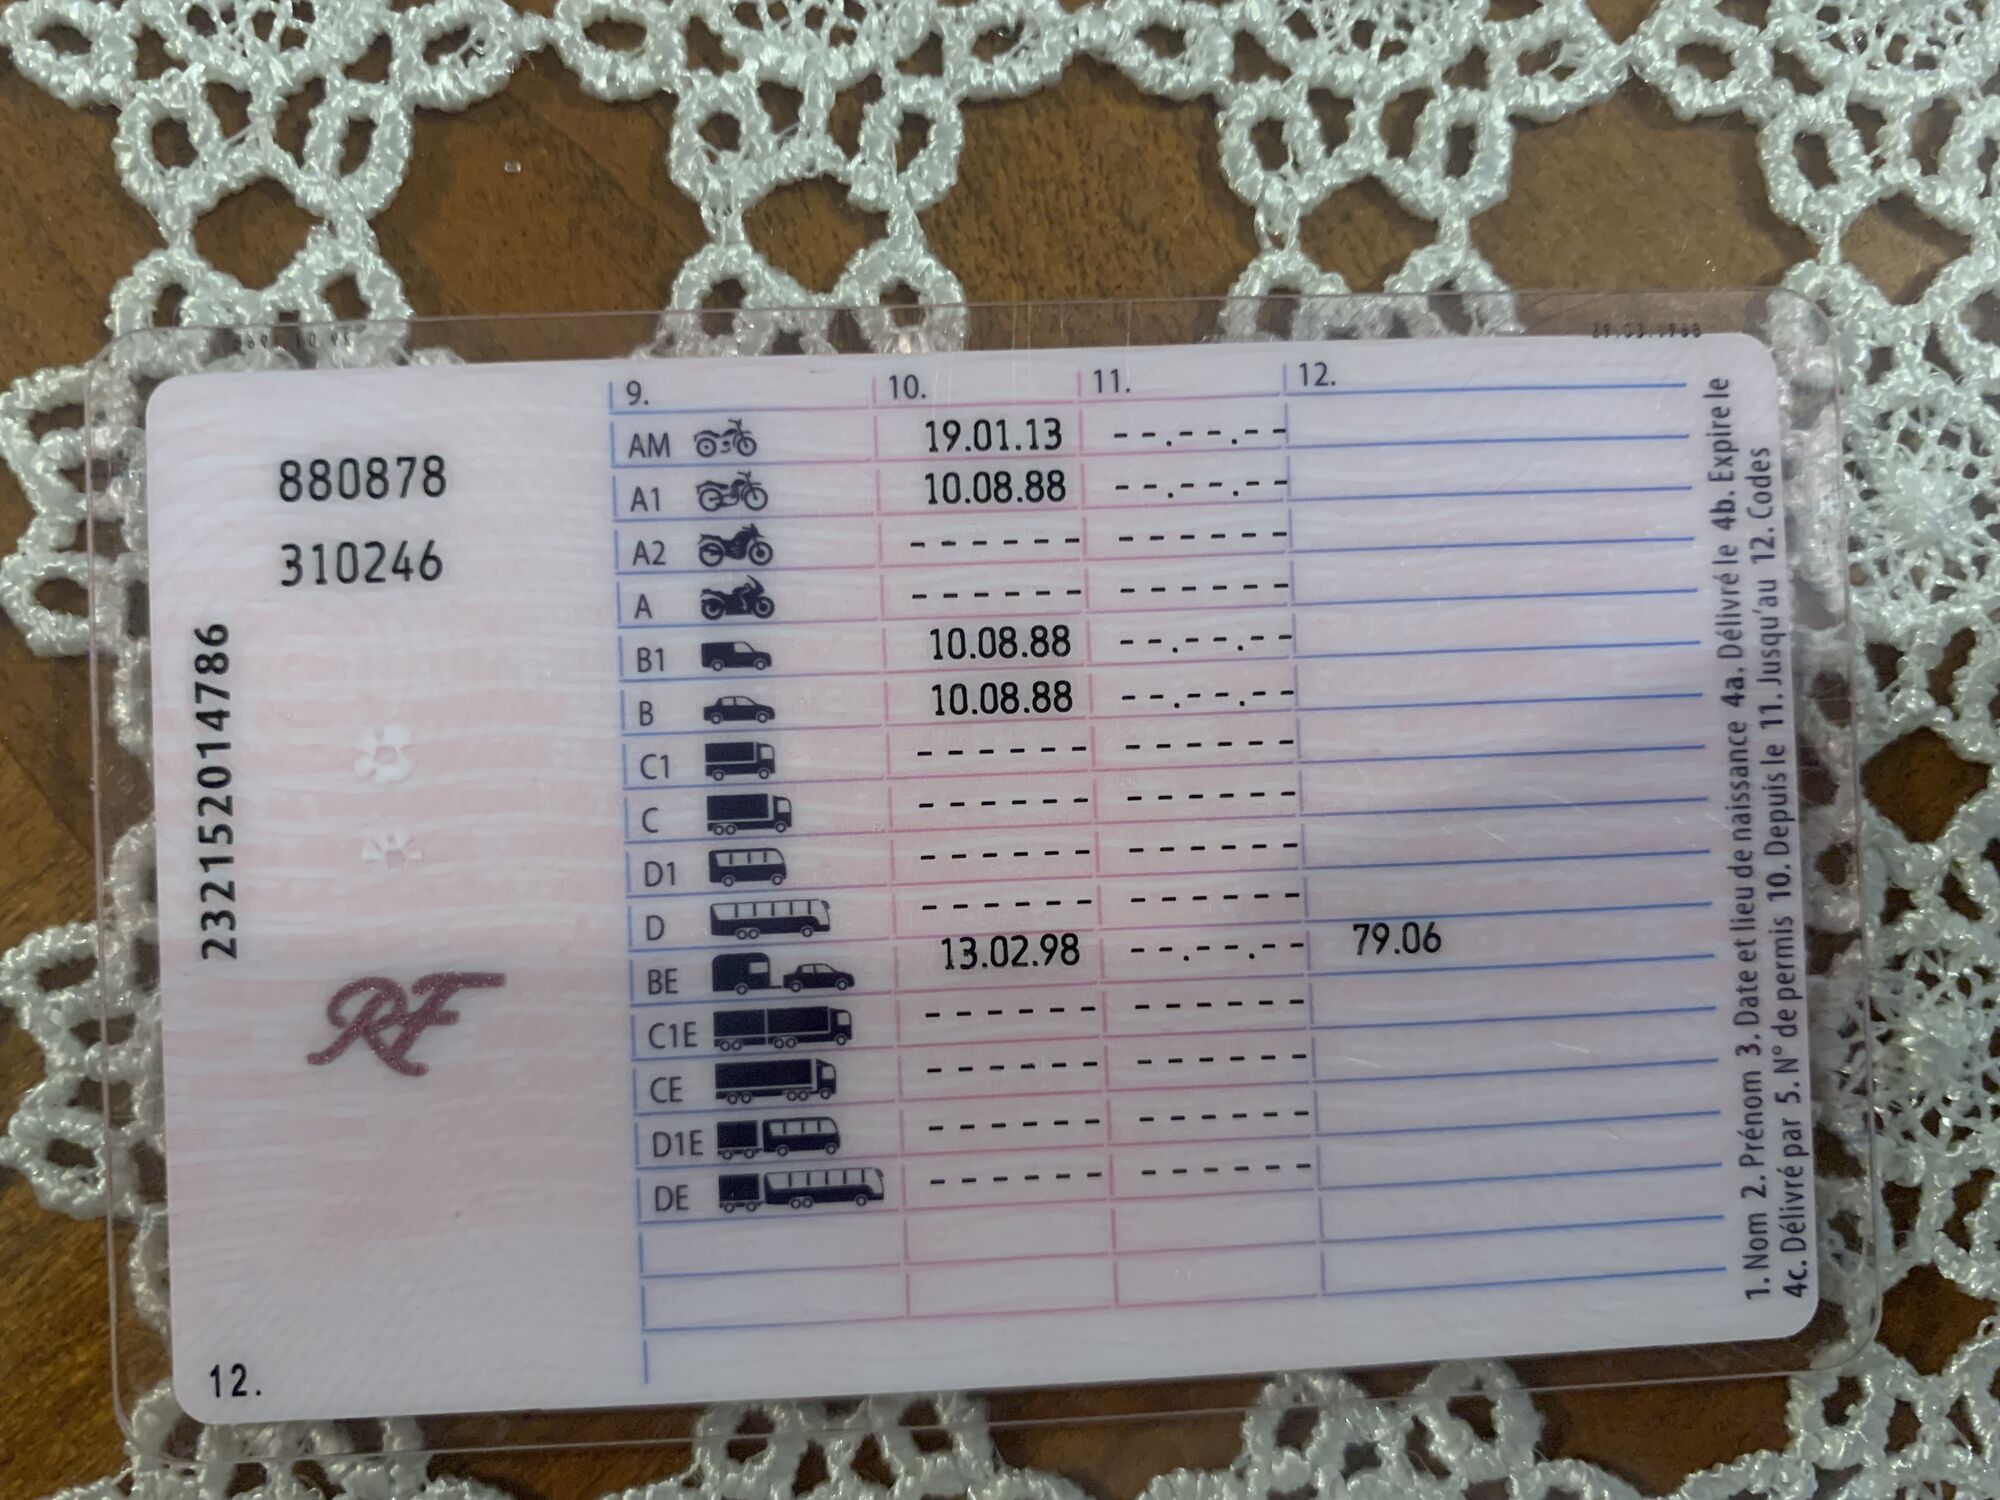 880878
310246
2321520147​86
RF
12.
9. 10. 11. 12.
AM 19.01.13 --.--.--
A1 10.08.88 --.--.--
A2 ------ ------
A ------ ------
B1 10.08.88 --.--.--
B 10.08.88 --.--.--
C1 ------ ------
C ------ ------
D1 ------ ------
D ------ ------
BE 13.02.98 --.--.-- 79.06
C1E ------ ------
CE ------ ------
D1E ------ ------
DE ------ ------
1. Nom 2. Prénom 3. Date et lieu de naissance 4a. Délivré le 4b. Expire le
4c. Délivré par 5. N° de permis 10. Depuis le 11. Jusqu'au 12. Codes